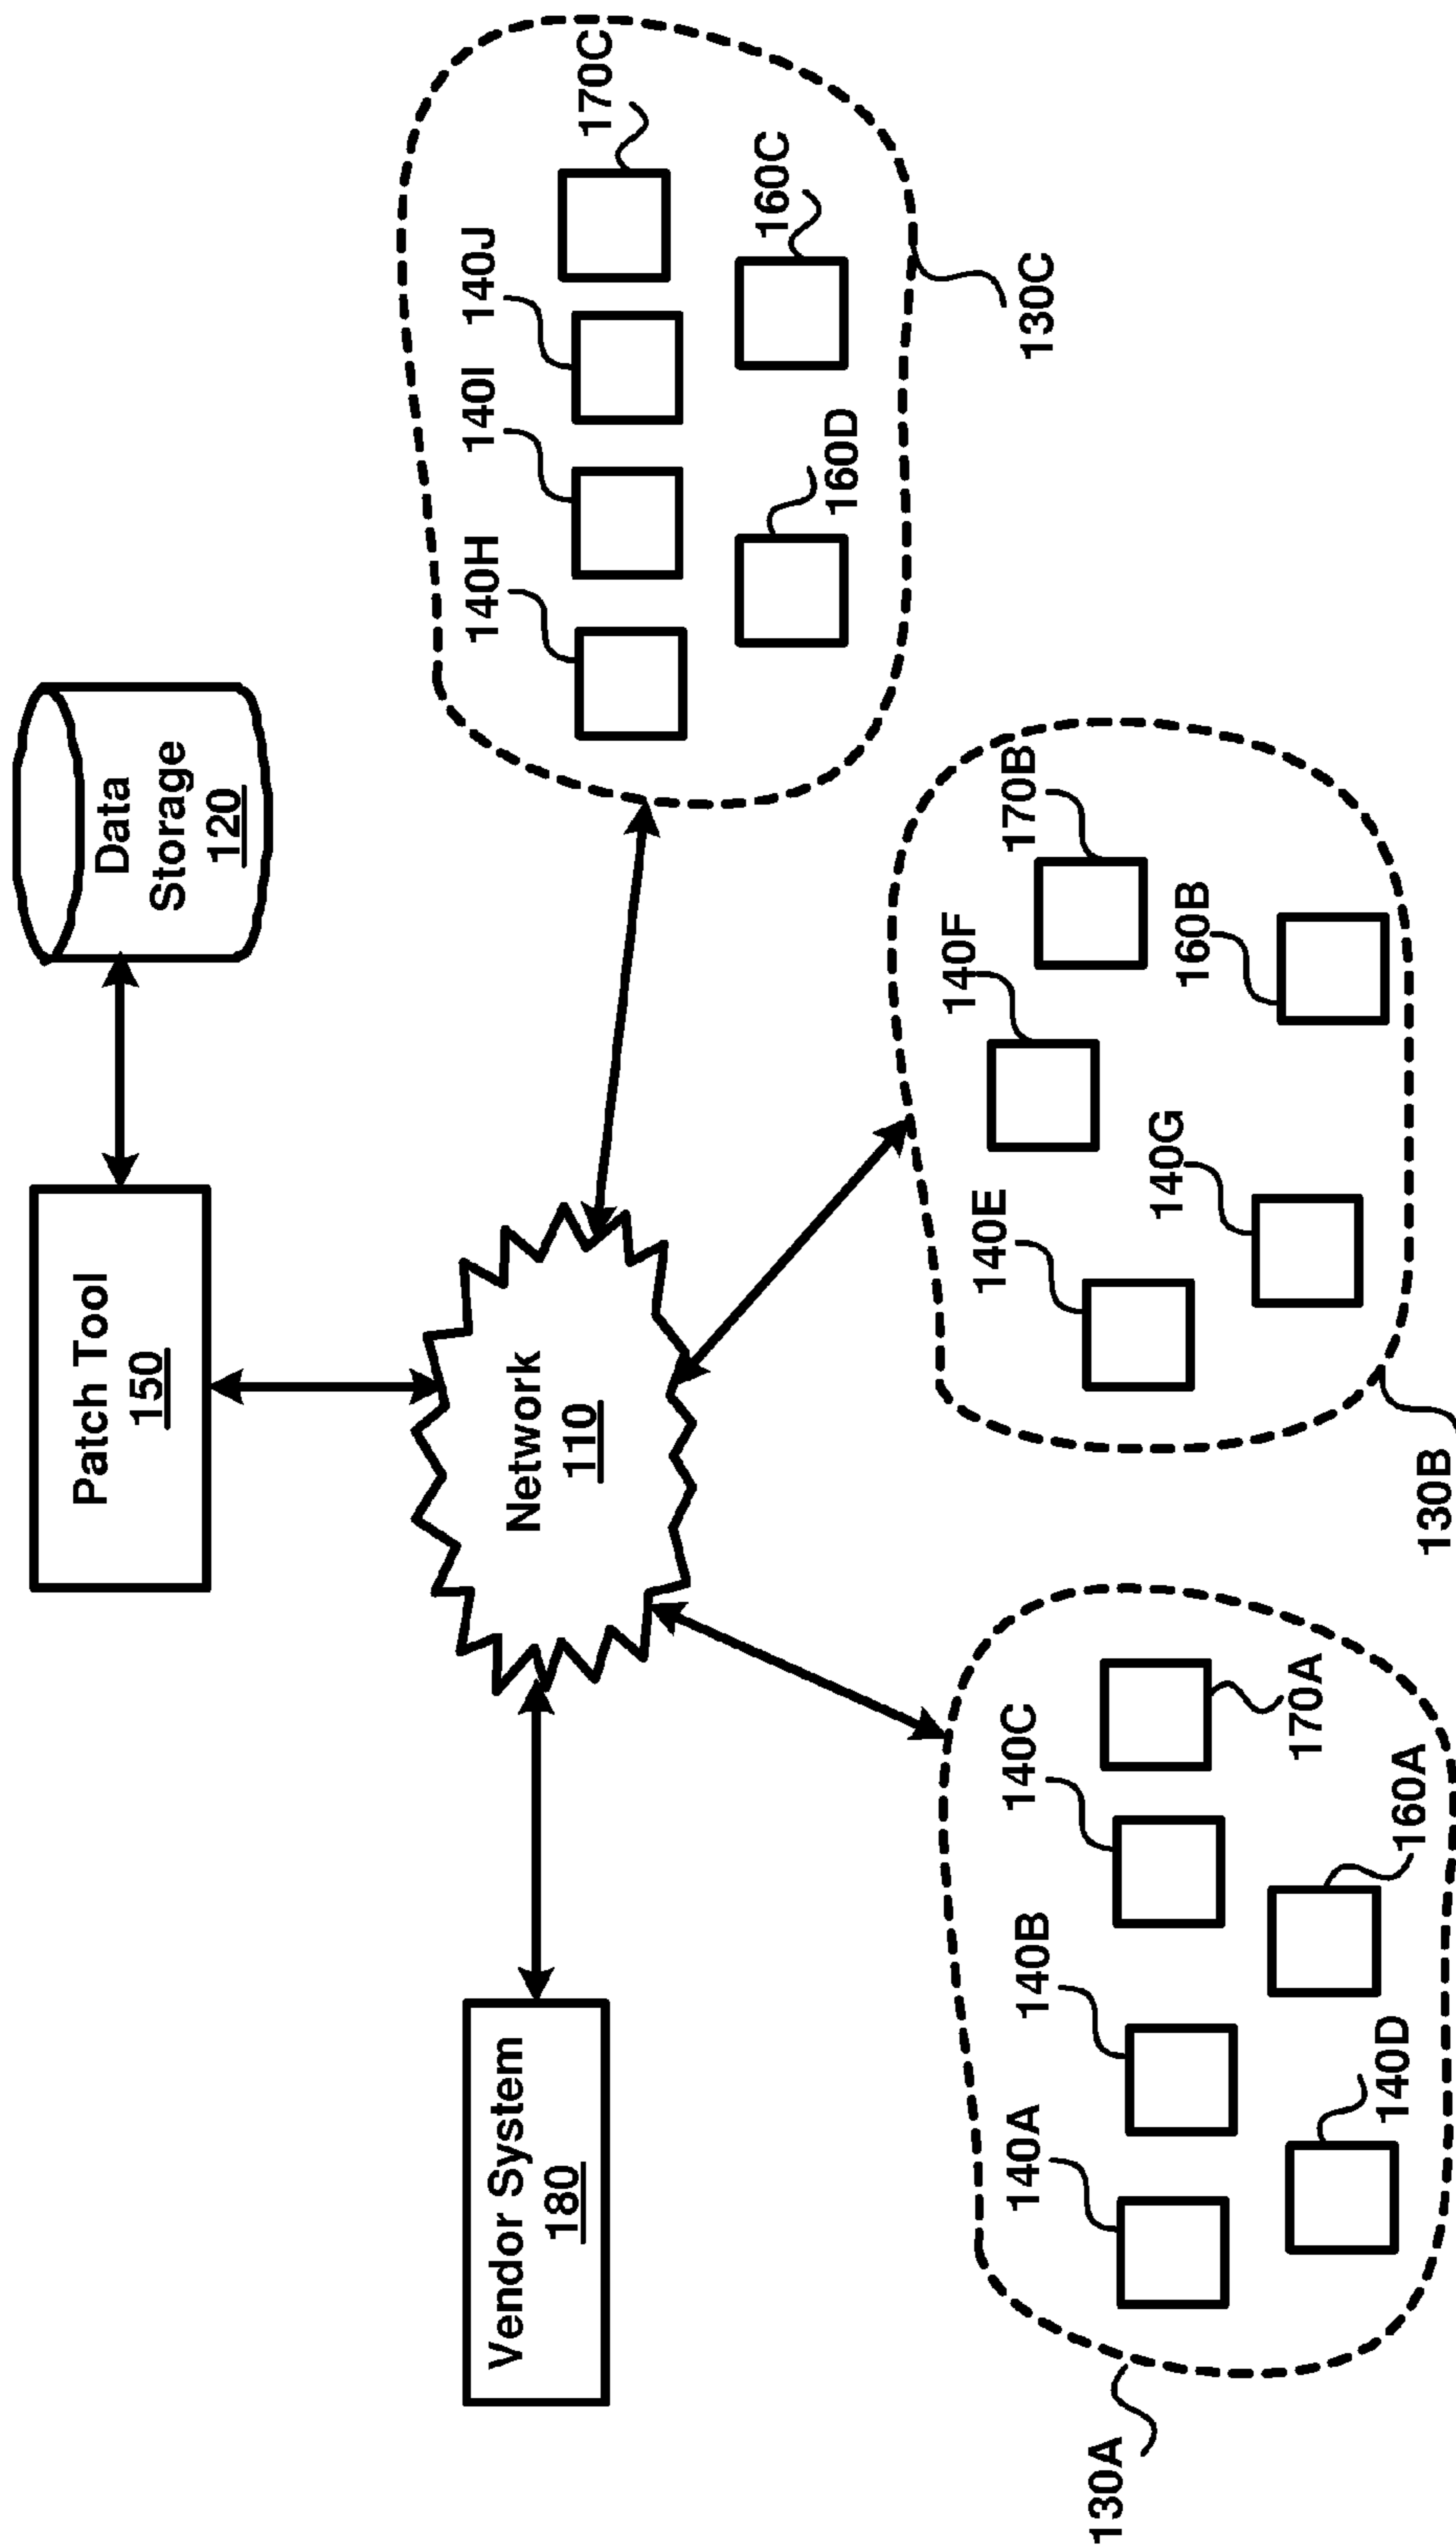 Patch Tool
150
Data
Storage
120
Vendor System
180
Network
110
140H
140I
140J
170C
160D
160C
130C
140E
140F
170B
140G
160B
130B
140A
140B
140C
170A
140D
160A
130A